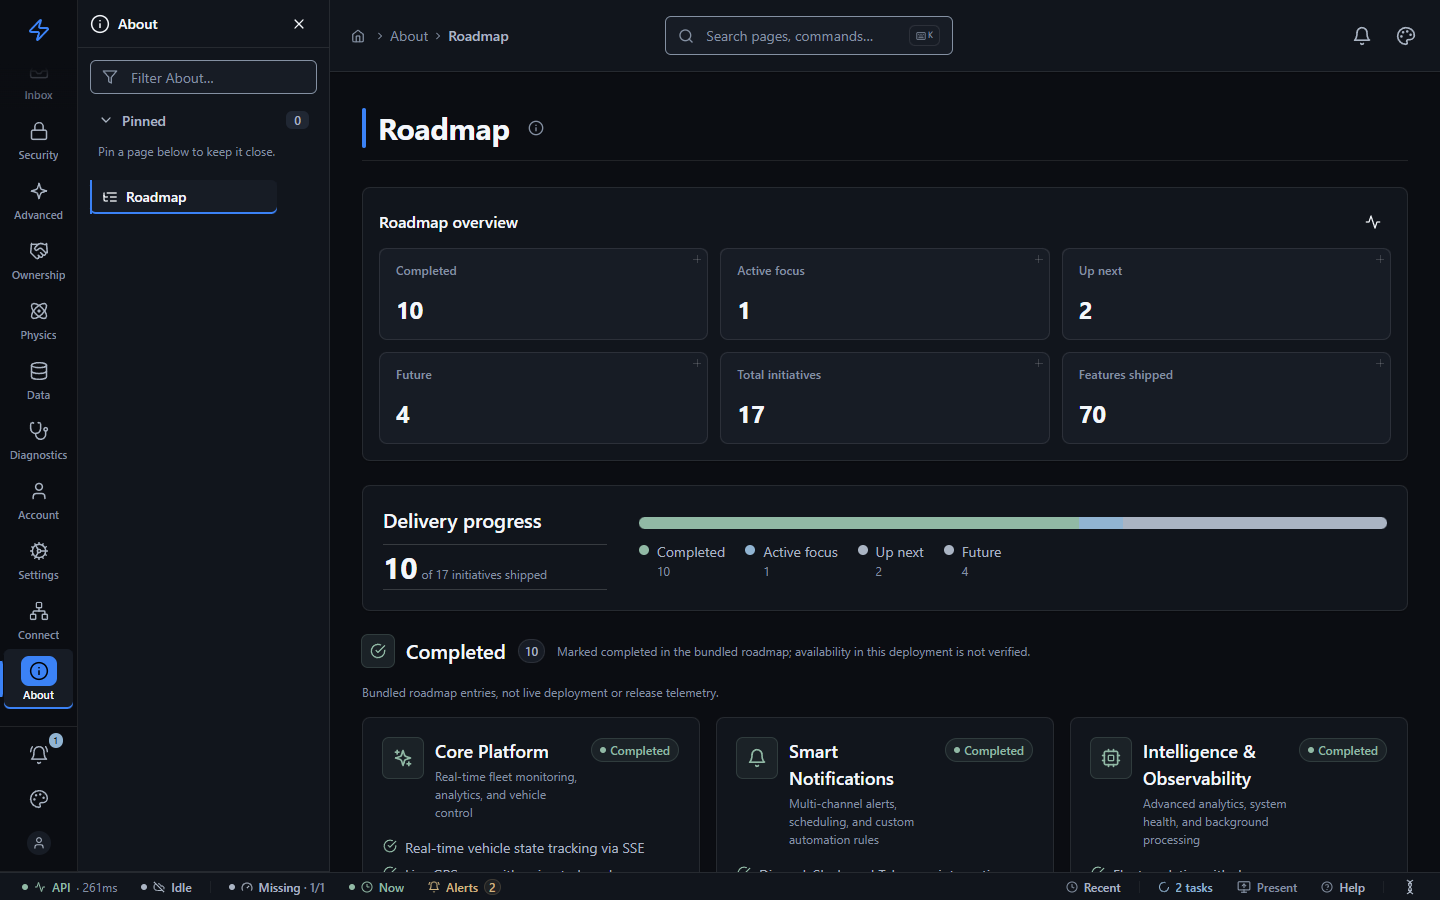 About
About
Roadmap
Search pages, commands...
K
Inbox
Security
Advanced
Ownership
Physics
Data
Diagnostics
Account
Settings
Connect
About
1
Filter About...
Pinned
0
Pin a page below to keep it close.
Roadmap
Roadmap
Roadmap overview
Completed
10
Active focus
1
Up next
2
Future
4
Total initiatives
17
Features shipped
70
Delivery progress
10 of 17 initiatives shipped
Completed
10
Active focus
1
Up next
2
Future
4
Completed
10
Marked completed in the bundled roadmap; availability in this deployment is not verified.
Bundled roadmap entries, not live deployment or release telemetry.
Core Platform
Completed
Real-time fleet monitoring,
analytics, and vehicle
control
Real-time vehicle state tracking via SSE
Smart
Notifications
Completed
Multi-channel alerts,
scheduling, and custom
automation rules
Intelligence &
Observability
Completed
Advanced analytics, system
health, and background
processing
API · 261ms
Idle
Missing · 1/1
Now
Alerts 2
Recent
2 tasks
Present
Help